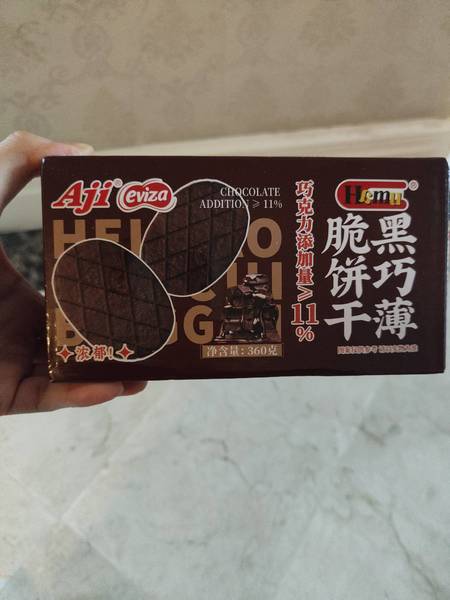 Aji® eviza
CHOCOLATE
ADDITION ≥ 11%
巧克力添加量≥11%
Hemu
黑巧薄
脆饼干
浓郁!
净含量:360克